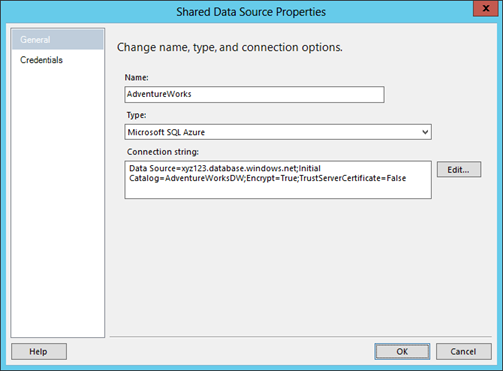 Shared Data Source Properties
X
General
Credentials
Change name, type, and connection options.
Name:
AdventureWorks
Type:
Microsoft SQL Azure
Connection string:
Data Source=xyz123.database.windows.net;Initial
Catalog=AdventureWorksDW;Encrypt=True;TrustServerCertificate=False
Edit...
Help
OK
Cancel